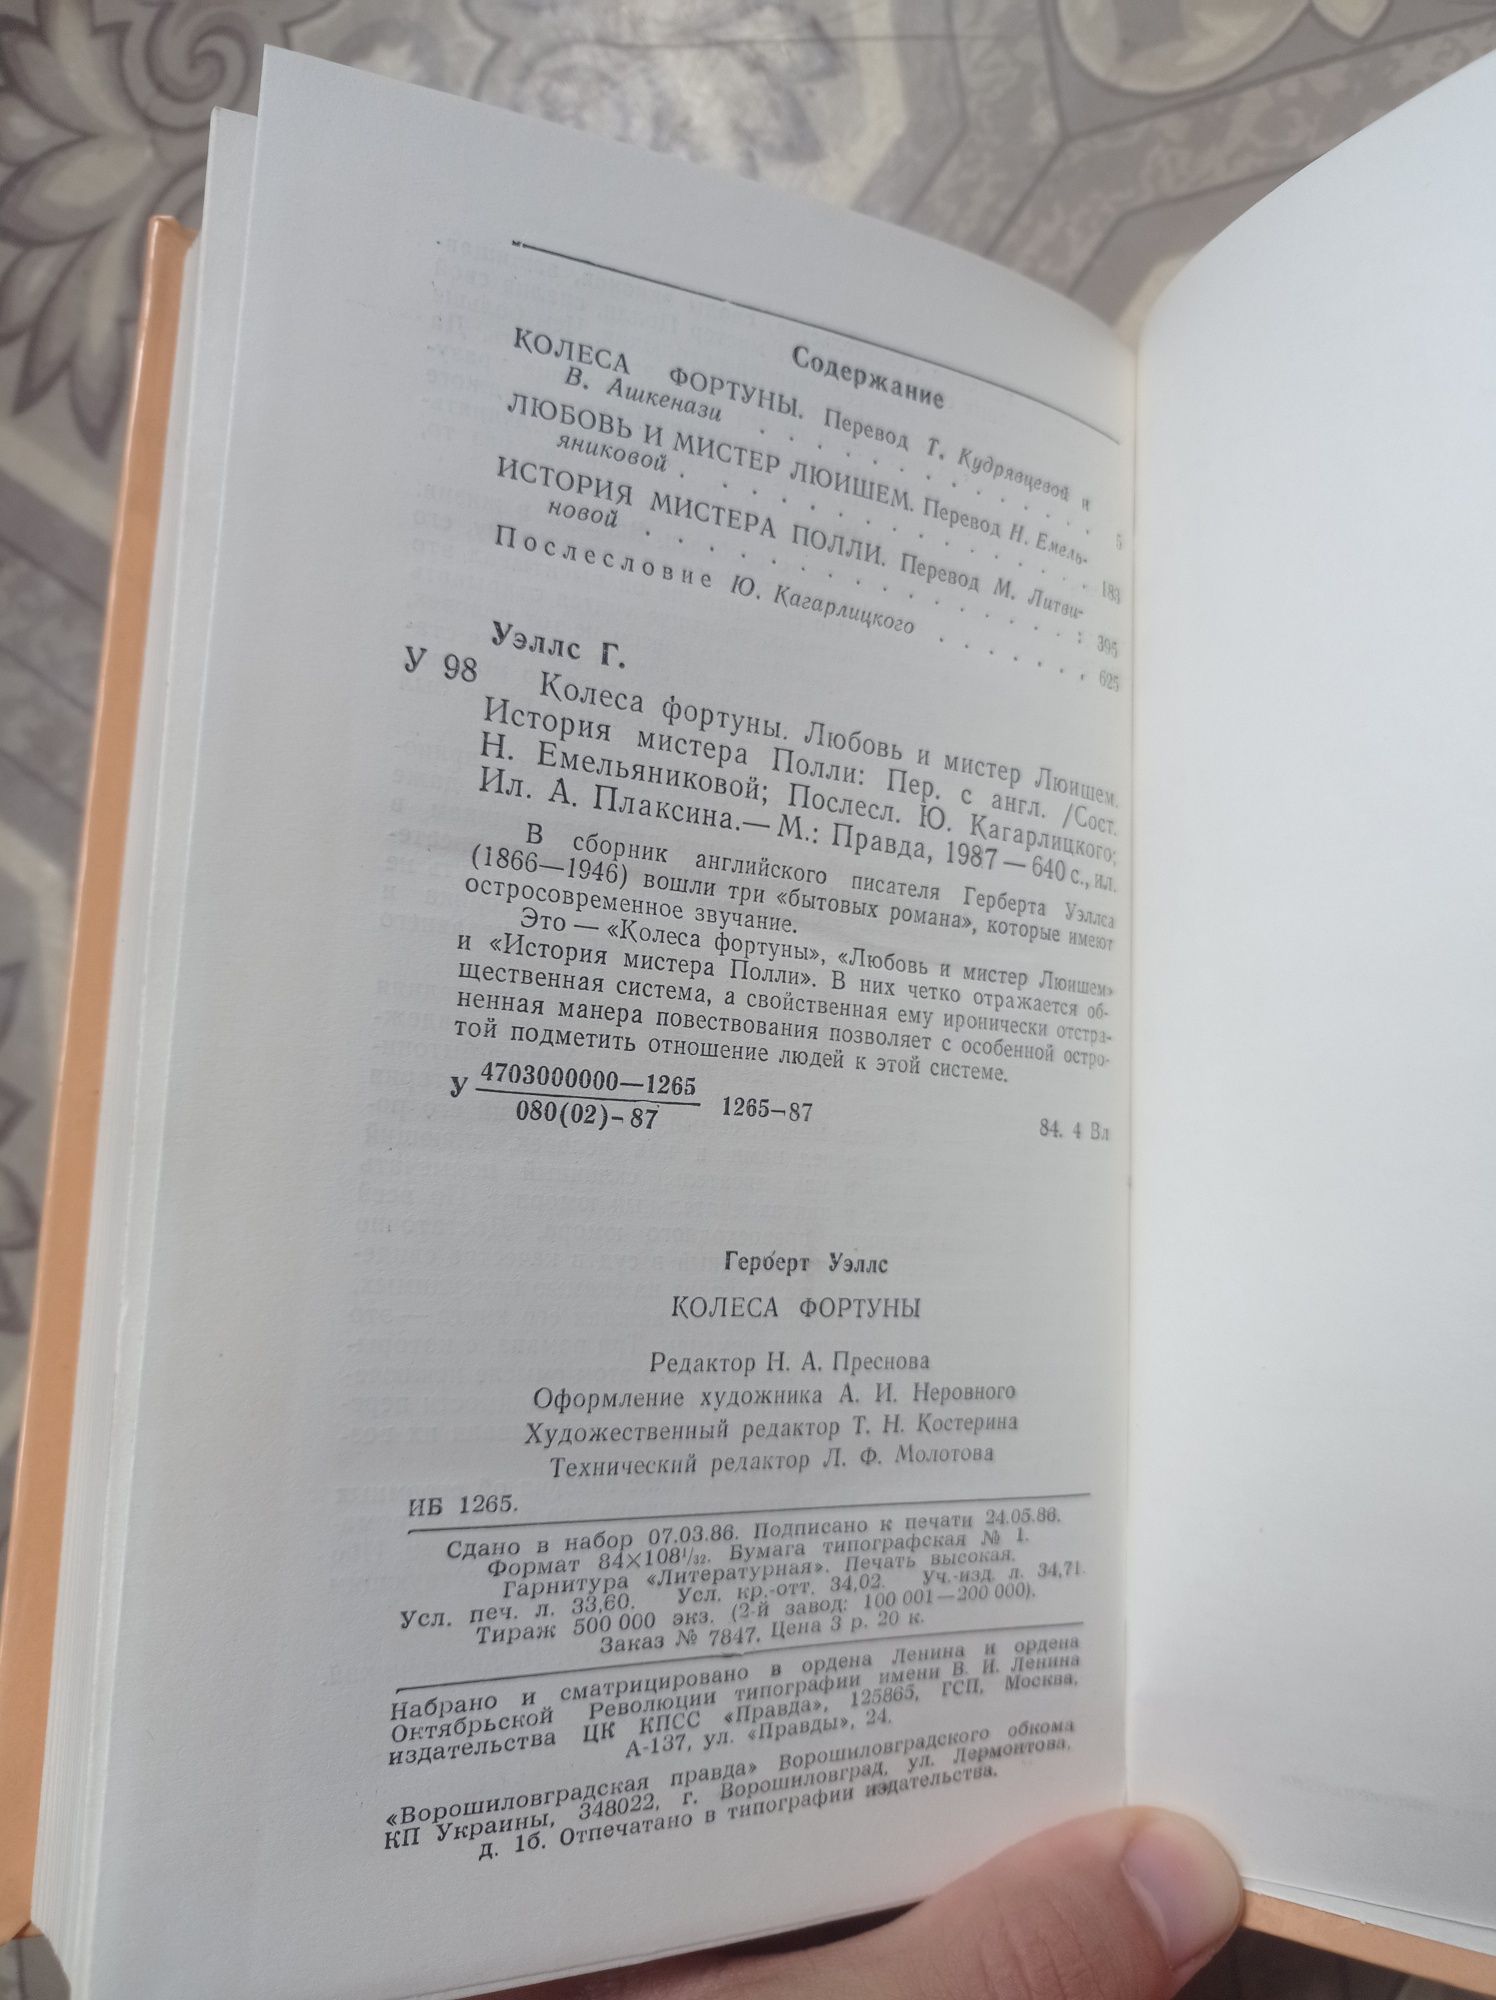 Содержание
КОЛЕСА ФОРТУНЫ. Перевод Т. Кудрявцевой и
В. Ашкенази . . . . . . . . . . . . . 5
ЛЮБОВЬ И МИСТЕР ЛЮИШЕМ. Перевод Н. Емель-
яниковой . . . . . . . . . . . . . . 183
ИСТОРИЯ МИСТЕРА ПОЛЛИ. Перевод М. Литви-
новой . . . . . . . . . . . . . . : 395
Послесловие Ю. Кагарлицкого . . . . . . . 625
Уэллс Г.
У 98 Колеса фортуны. Любовь и мистер Люишем.
История мистера Полли: Пер. с англ. /Сост.
Н. Емельяниковой; Послесл. Ю. Кагарлицкого;
Ил. А. Плаксина.— М.: Правда, 1987 — 640 с., ил.
В сборник английского писателя Герберта Уэллса
(1866—1946) вошли три «бытовых романа», которые имеют
остросовременное звучание.
Это — «Колеса фортуны», «Любовь и мистер Люишем»
и «История мистера Полли». В них четко отражается об-
щественная система, а свойственная ему иронически отстра-
ненная манера повествования позволяет с особенной остро-
той подметить отношение людей к этой системе.
У 4703000000—1265
080(02)-87 1265-87
84. 4 Вл
Герберт Уэллс
КОЛЕСА ФОРТУНЫ
Редактор Н. А. Преснова
Оформление художника А. И. Неровного
Художественный редактор Т. Н. Костерина
Технический редактор Л. Ф. Молотова
ИБ 1265.
Сдано в набор 07.03.86. Подписано к печати 24.05.86.
Формат 84×108¹/₃₂. Бумага типографская № 1.
Гарнитура «Литературная». Печать высокая.
Усл. печ. л. 33,60. Усл. кр.-отт. 34,02. Уч.-изд. л. 34,71.
Тираж 500 000 экз. (2-й завод: 100 001—200 000).
Заказ № 7847. Цена 3 р. 20 к.
Набрано и сматрицировано в ордена Ленина и ордена
Октябрьской Революции типографии имени В. И. Ленина
издательства ЦК КПСС «Правда», 125865, ГСП, Москва,
А-137, ул. «Правды», 24.
«Ворошиловградская правда» Ворошиловградского обкома
КП Украины, 348022, г. Ворошиловград, ул. Лермонтова,
д. 1б. Отпечатано в типографии издательства.